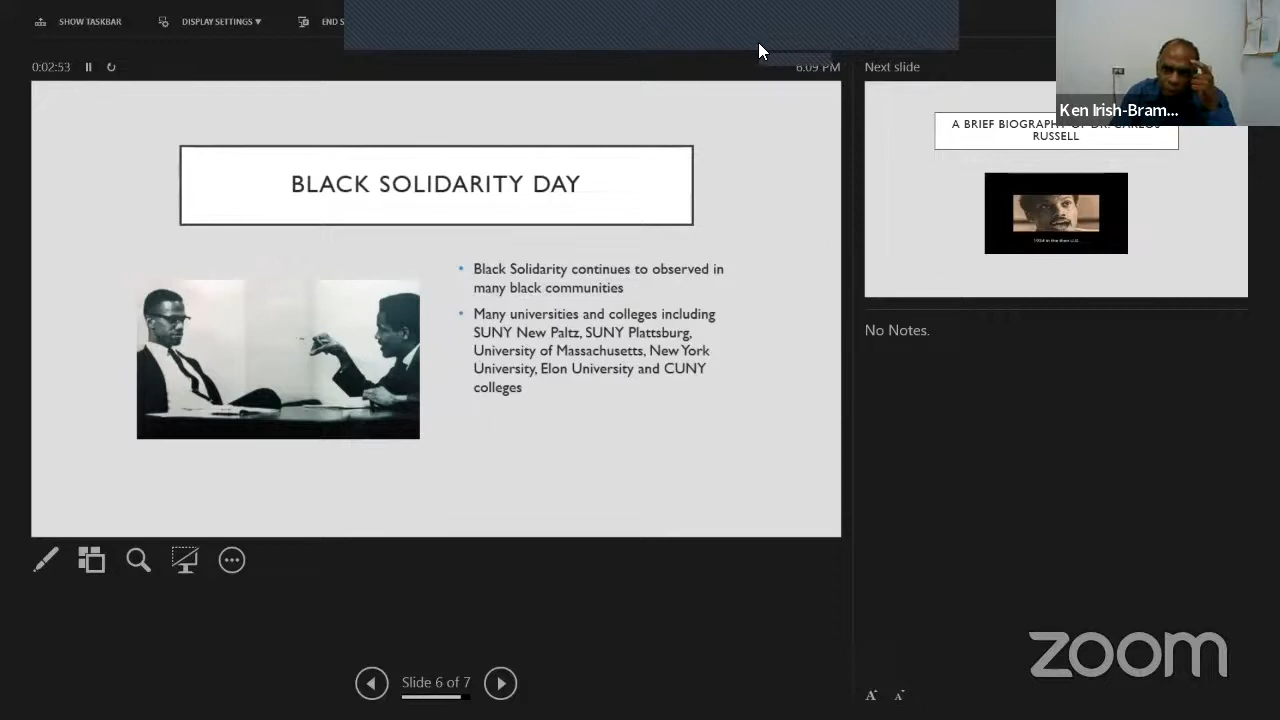 SHOW TASKBAR
DISPLAY SETTINGS ▼
END S
0:02:53
6:09 PM
Next slide
Ken Irish-Bram...
BLACK SOLIDARITY DAY
• Black Solidarity continues to observed in
many black communities
• Many universities and colleges including
SUNY New Paltz, SUNY Plattsburg,
University of Massachusetts, New York
University, Elon University and CUNY
colleges
A BRIEF BIOGRAPHY OF DR. CARLOS
RUSSELL
No Notes.
Slide 6 of 7
A A
zoom